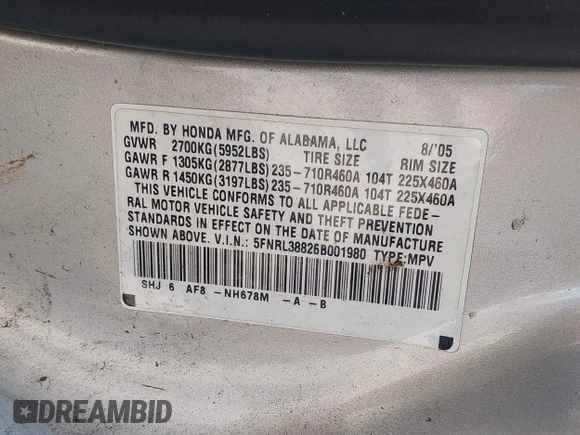 MFD. BY HONDA MFG. OF ALABAMA, LLC 8/'05
GVWR 2700KG(5952LBS) TIRE SIZE RIM SIZE
GAWR F 1305KG(2877LBS)235-710R460A 104T 225X460A
GAWR R 1450KG(3197LBS)235-710R460A 104T 225X460A
THIS VEHICLE CONFORMS TO ALL APPLICABLE FEDE-
RAL MOTOR VEHICLE SAFETY AND THEFT PREVENTION
STANDARDS IN EFFECT ON THE DATE OF MANUFACTURE
SHOWN ABOVE. V.I.N.: 5FNRL38826B001980 TYPE:MPV
SHJ 6 AF8 -NH678M -A -B
DREAMBID